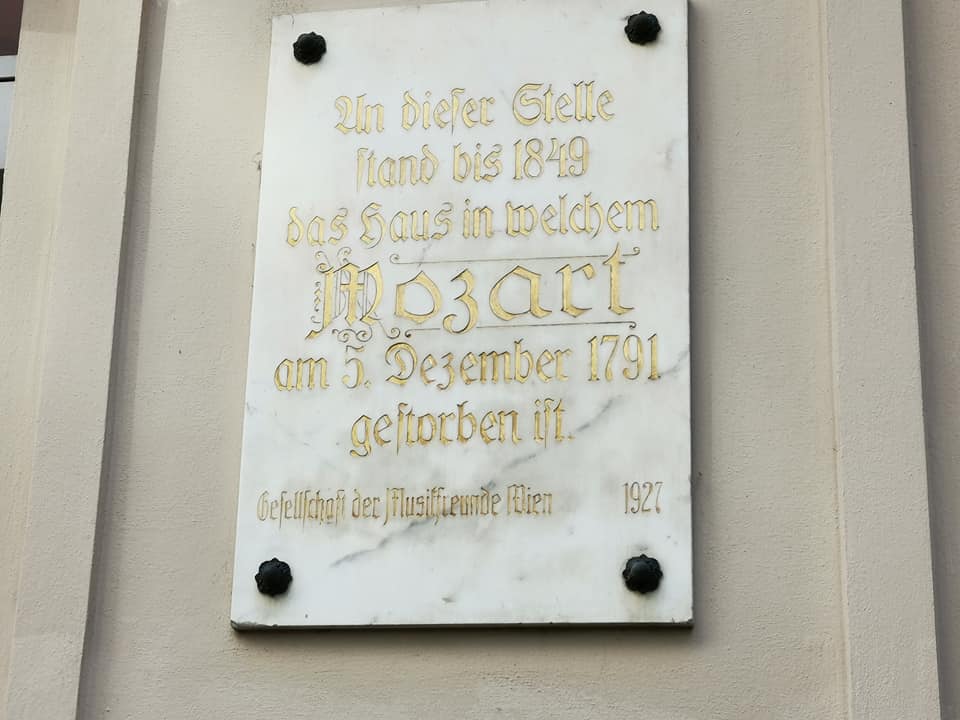 An dieser Stelle
stand bis 1849
das Haus in welchem
Mozart
am 5. Dezember 1791
gestorben ist.
Gesellschaft der Musikfreunde Wien 1927